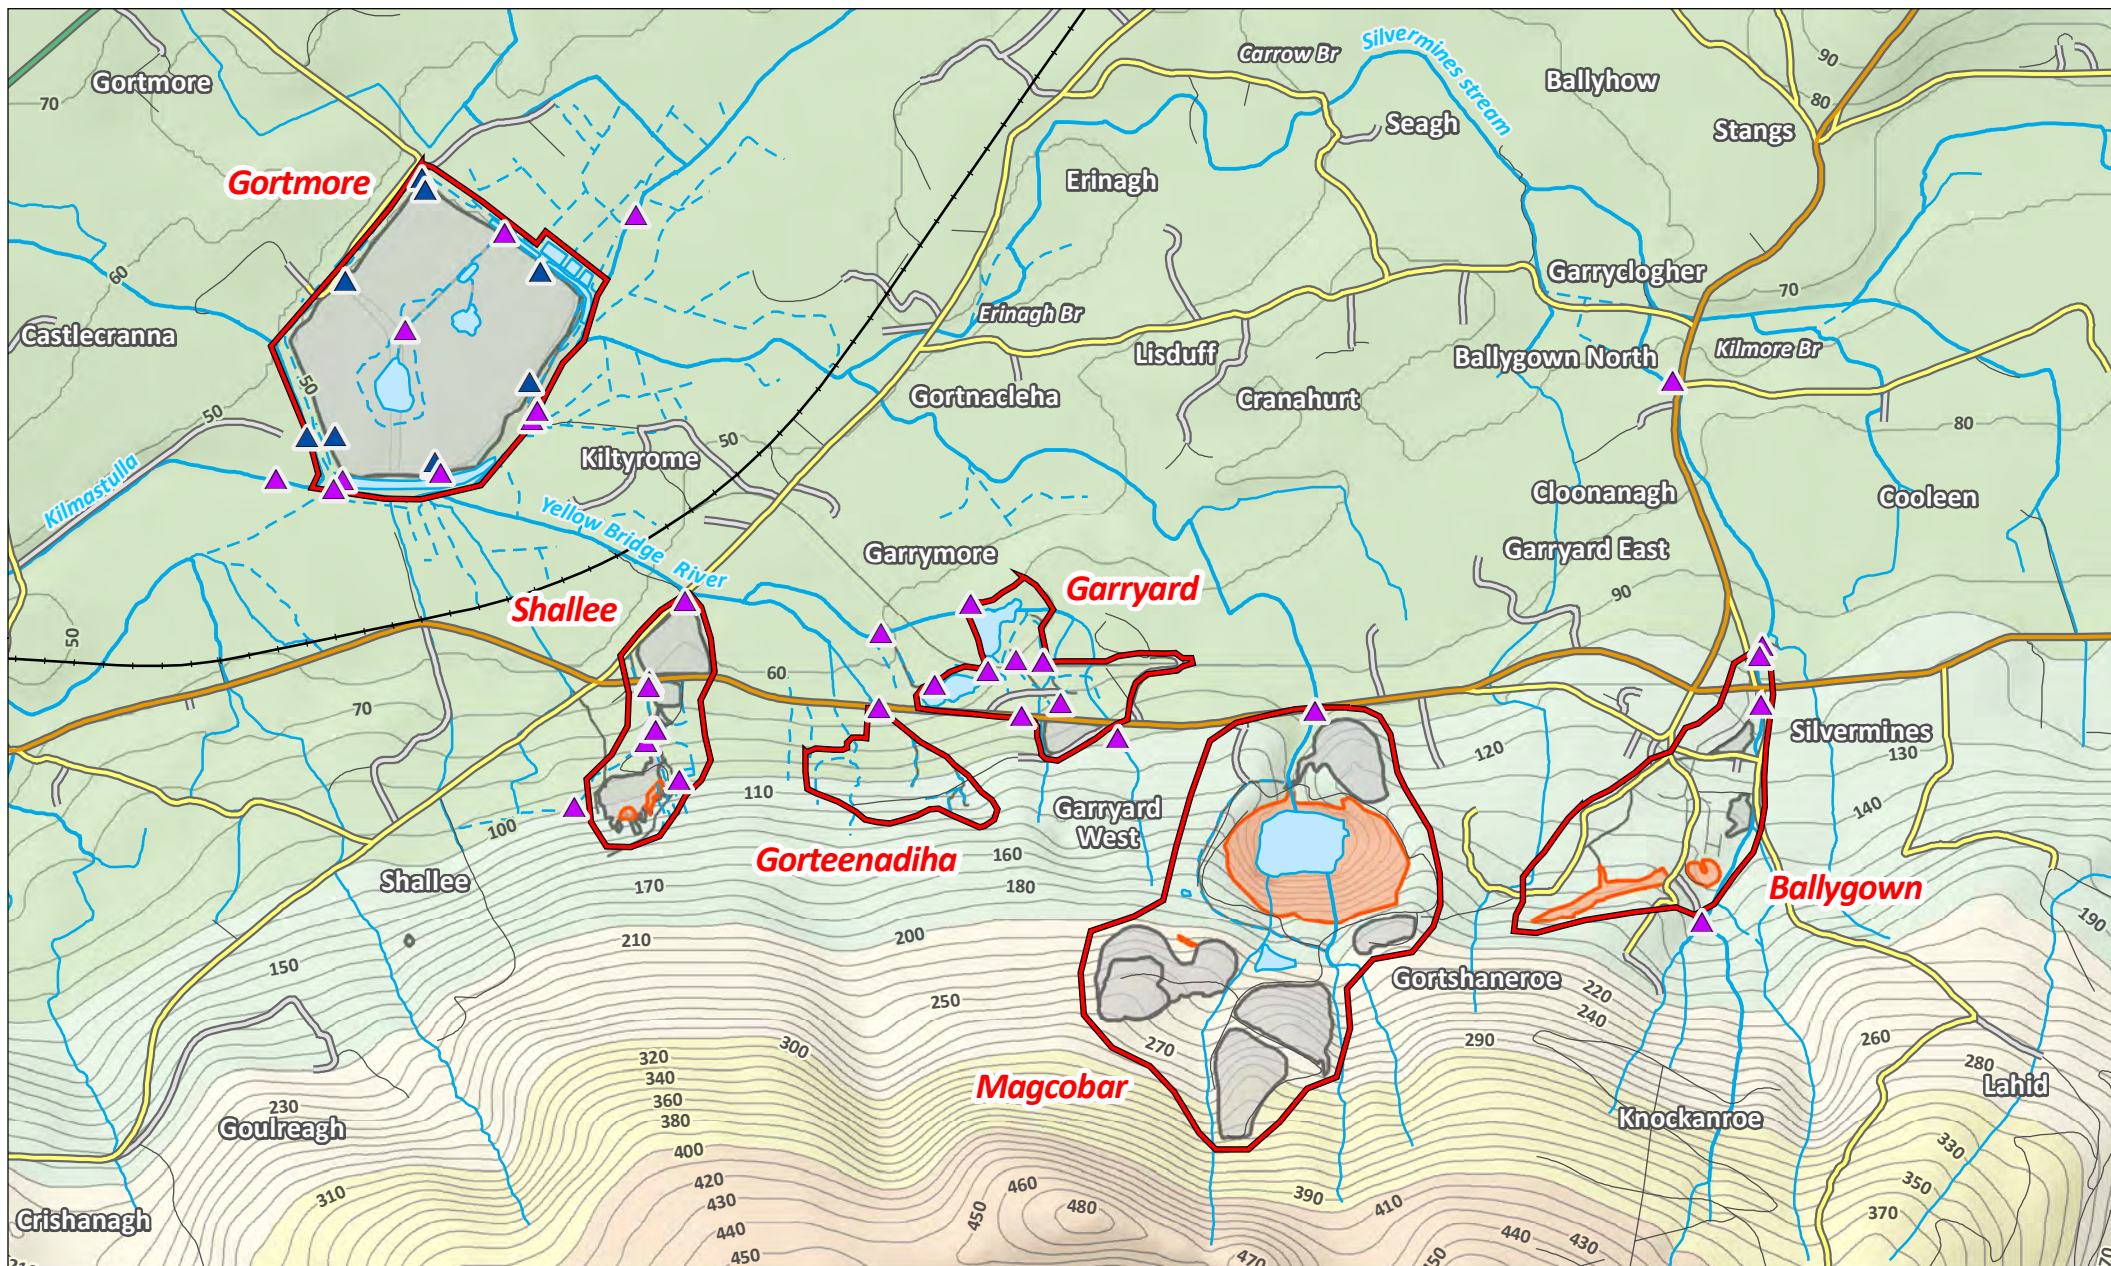 Silvermines stream
Carrow Br
90
Gortmore
Ballyhow
70
80
Seagh
Stangs
Gortmore
Erinagh
60
Garryclogher
70
Erinagh Br
Castlecranna
Lisduff
Ballygown North
Kilmore Br
50
Gortnacleha
Cranahurt
50
80
50
Kiltyrome
Kilmastulla
Cloonanagh
Cooleen
Yellow Bridge River
Garrymore
Garryard East
Garryard
90
Shallee
50
60
70
Silvermines
120
130
110
100
Garryard
West
140
160
Gorteenadiha
Shallee
170
180
Ballygown
190
210
200
150
Gortshaneroe
220
250
240
270
300
290
260
320
280
340
Magcobar
Lahid
360
230
380
Knockanroe
Goulreagh
400
330
420
460
350
310
430
450
480
390
410
370
Crishanagh
440
440
430
450
470